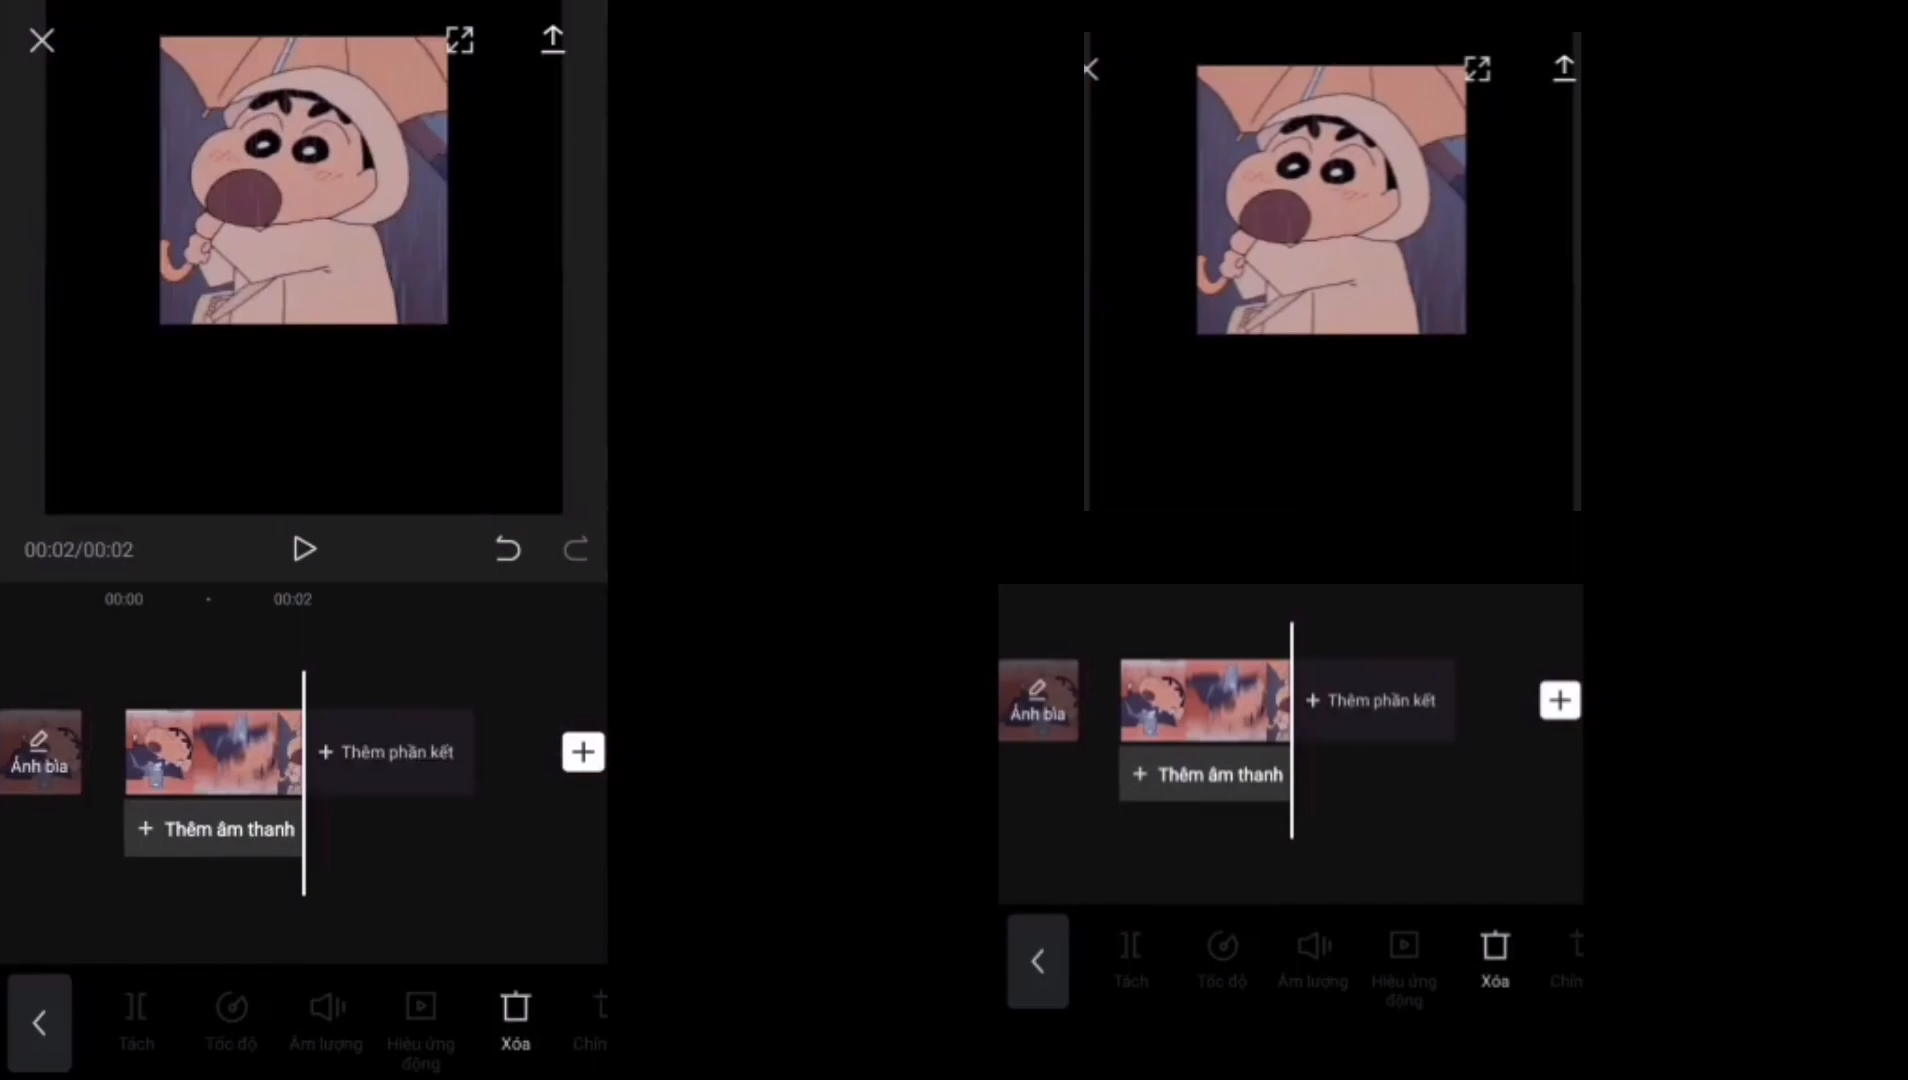 00:02/00:02
00:00
00:02
Ảnh bìa
+ Thêm phần kết
+ Thêm âm thanh
Tách
Tốc độ
Âm lượng
Hiệu ứng
động
Xóa
Chỉn
Ảnh bìa
+ Thêm phần kết
+ Thêm âm thanh
Tách
Tốc độ
Âm lượng
Hiệu ứng
động
Xóa
Chỉn